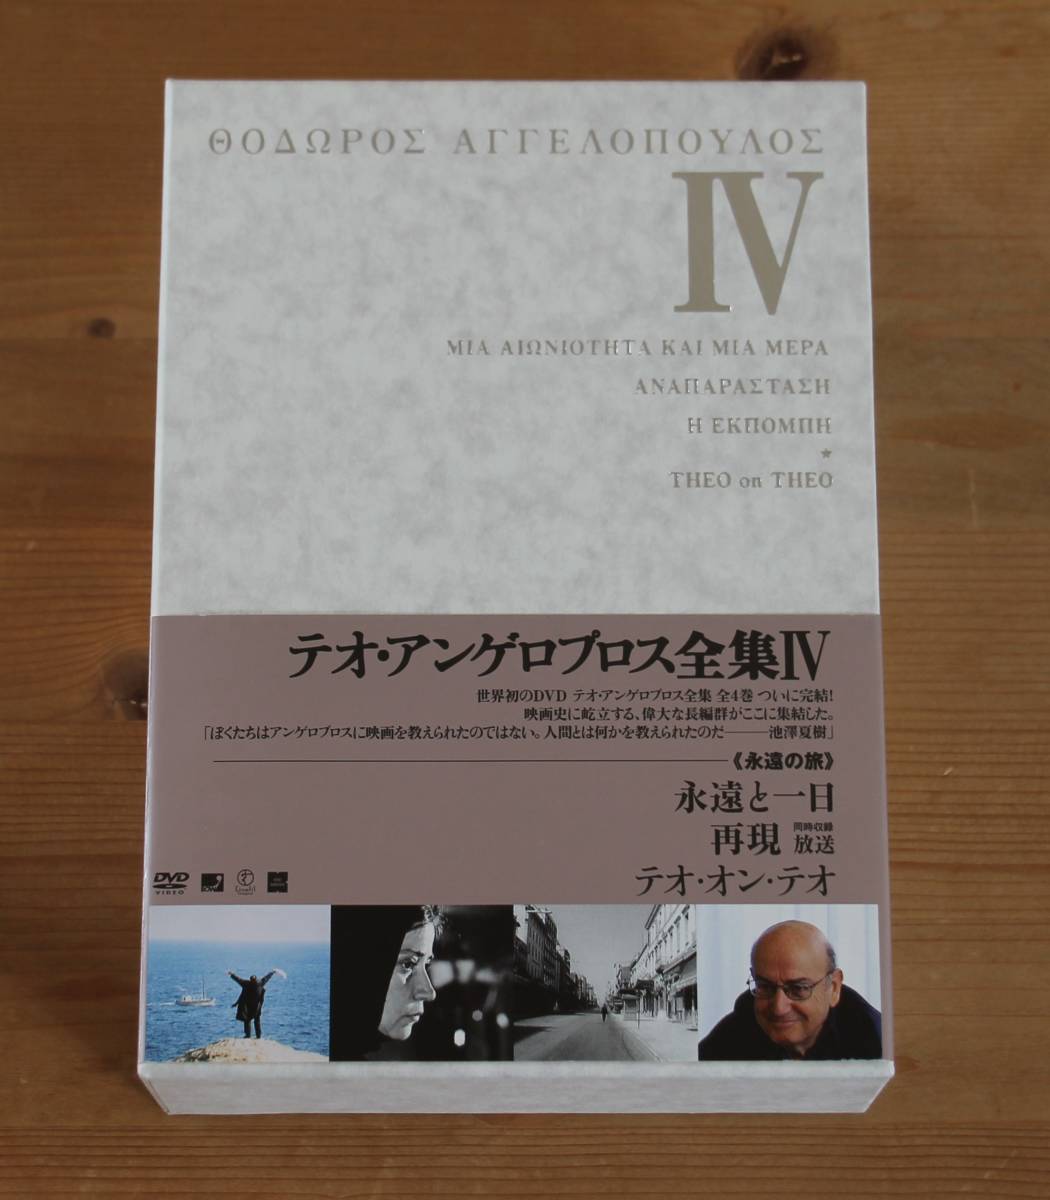 ΘΟΔΩΡΟΣ ΑΓΓΕΛΟΠΟΥΛΟΣ
IV
ΜΙΑ ΑΙΩΝΙΟΤΗΤΑ ΚΑΙ ΜΙΑ ΜΕΡΑ
ΑΝΑΠΑΡΑΣΤΑΣΗ
Η ΕΚΠΟΜΠΗ
★
THEO on THEO
テオ・アンゲロプロス全集IV
世界初のDVD テオ・アンゲロプロス全集 全4巻 ついに完結!
映画史に屹立する、偉大な長編群がここに集結した。
「ぼくたちはアンゲロプロスに映画を教えられたのではない。人間とは何かを教えられたのだ———池澤夏樹」
《永遠の旅》
永遠と一日
再現 同時収録 放送
テオ・オン・テオ
DVD
VIDEO